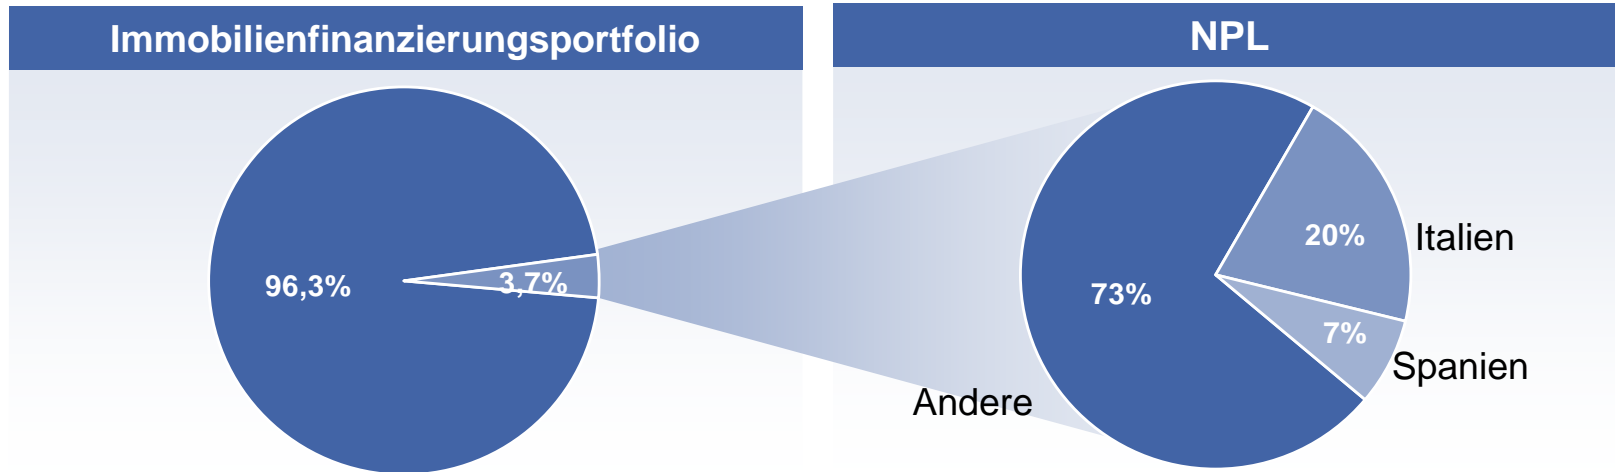 Immobilienfinanzierungsportfolio
96,3%
3,7%
NPL
20%
Italien
73%
7%
Spanien
Andere